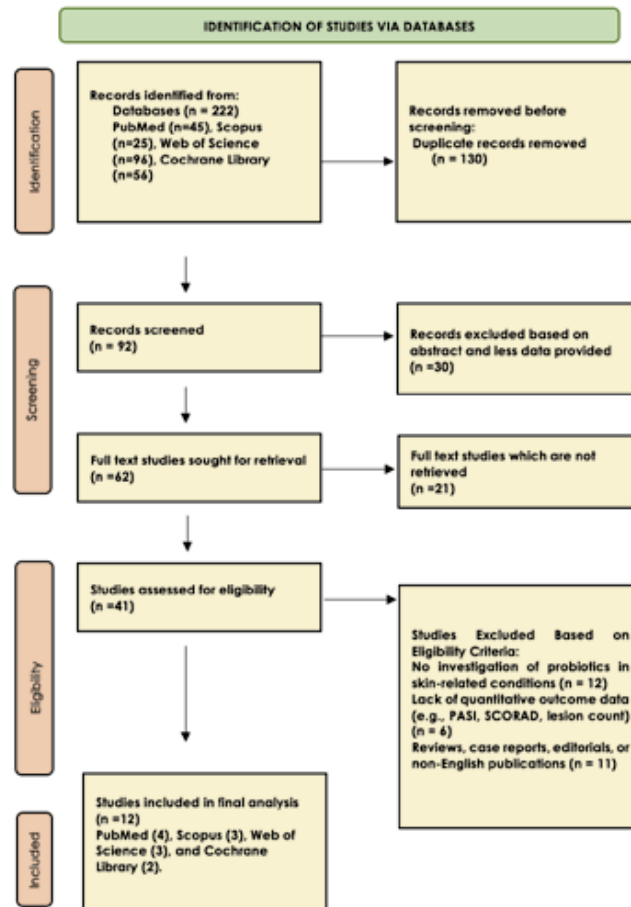 IDENTIFICATION OF STUDIES VIA DATABASES
Identification
Records identified from:
Databases (n = 222)
PubMed (n=45), Scopus
(n=25), Web of Science
(n=96), Cochrane Library
(n=56)
Records removed before
screening:
Duplicate records removed
(n = 130)
Screening
Records screened
(n = 92)
Records excluded based on
abstract and less data provided
(n =30)
Full text studies sought for retrieval
(n =62)
Full text studies which are not
retrieved
(n =21)
Eligibility
Studies assessed for eligibility
(n =41)
Studies Excluded Based on
Eligibility Criteria:
No investigation of probiotics in
skin-related conditions (n = 12)
Lack of quantitative outcome data
(e.g., PASI, SCORAD, lesion count)
(n = 6)
Reviews, case reports, editorials, or
non-English publications (n = 11)
Included
Studies included in final analysis
(n =12)
PubMed (4), Scopus (3), Web of
Science (3), and Cochrane
Library (2).